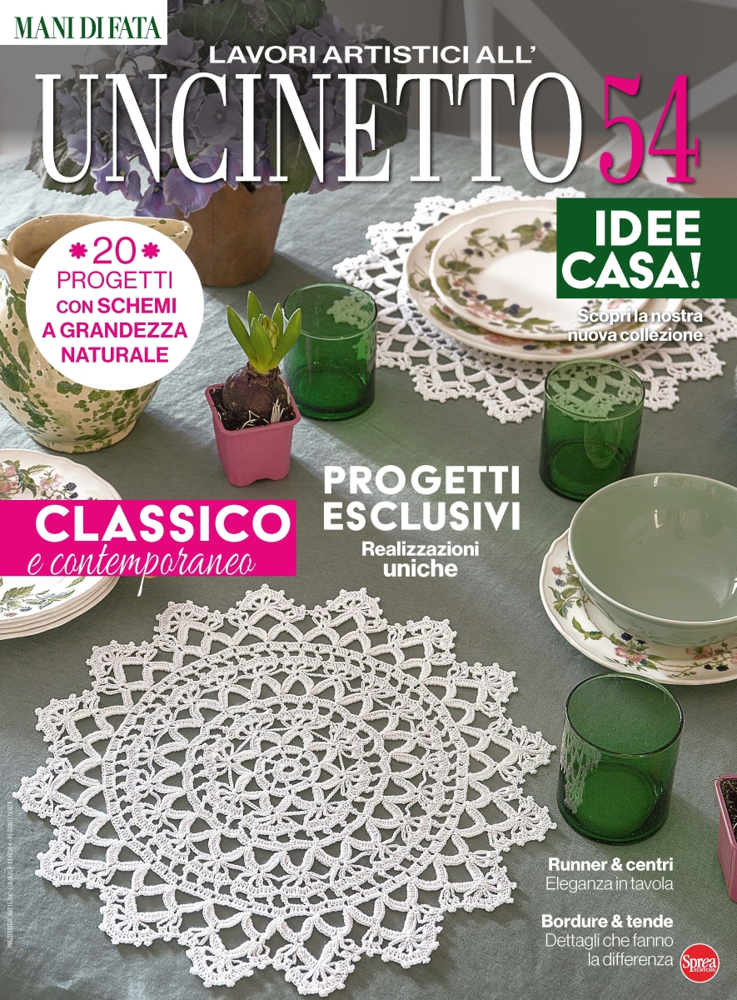 MANI DI FATA
LAVORI ARTISTICI ALL'
UNCINETTO 54
IDEE
CASA!
Scopri la nostra
nuova collezione
*20*
PROGETTI
CON SCHEMI
A GRANDEZZA
NATURALE
CLASSICO
e contemporaneo
PROGETTI
ESCLUSIVI
Realizzazioni
uniche
Runner & centri
Eleganza in tavola
Bordure & tende
Dettagli che fanno
la differenza
Sprea
EDITORI